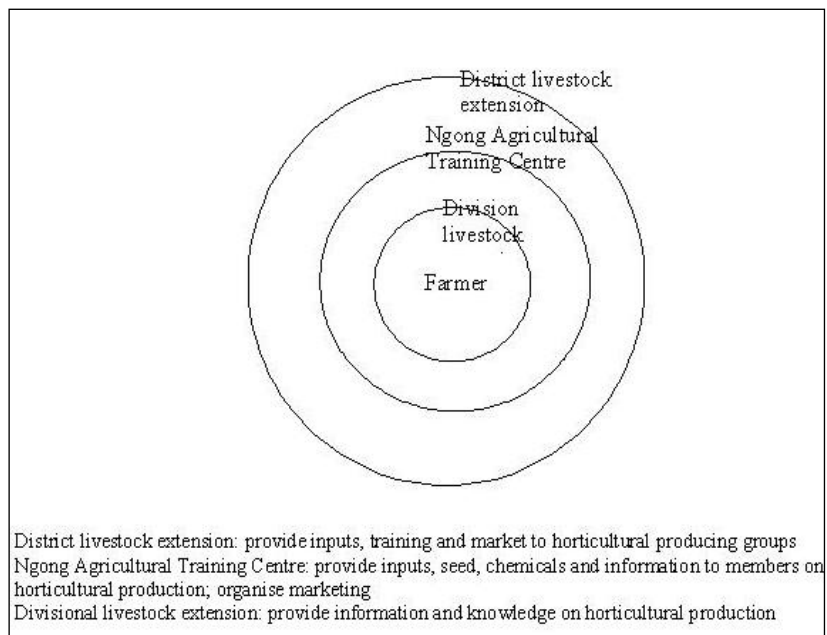 District livestock
extension
Ngong Agricultural
Training Centre
Division
livestock
Farmer
District livestock extension: provide inputs, training and market to horticultural producing groups
Ngong Agricultural Training Centre: provide inputs, seed, chemicals and information to members on
horticultural production; organise marketing
Divisional livestock extension: provide information and knowledge on horticultural production